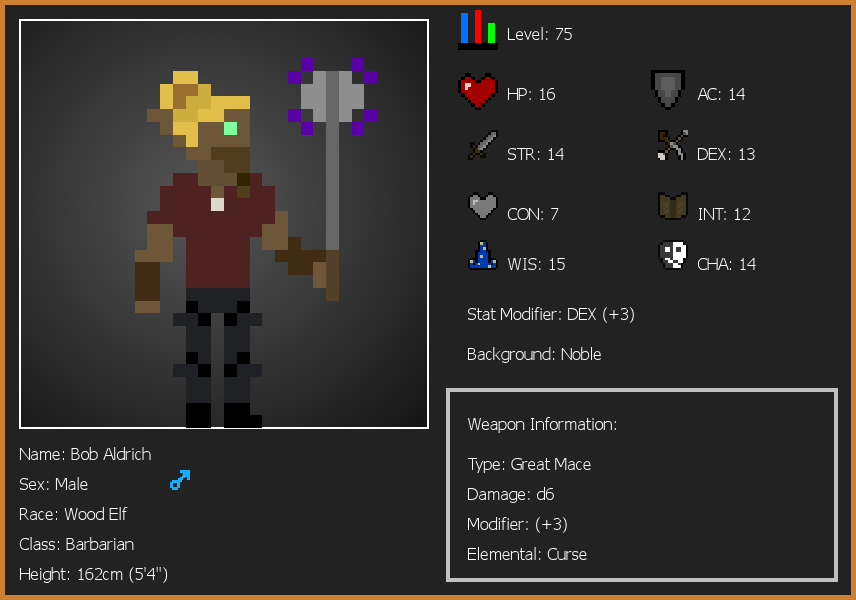 Level: 75
HP: 16
AC: 14
STR: 14
DEX: 13
CON: 7
INT: 12
WIS: 15
CHA: 14
Stat Modifier: DEX (+3)
Background: Noble
Weapon Information:
Type: Great Mace
Damage: d6
Modifier: (+3)
Elemental: Curse
Name: Bob Aldrich
Sex: Male
Race: Wood Elf
Class: Barbarian
Height: 162cm (5'4")